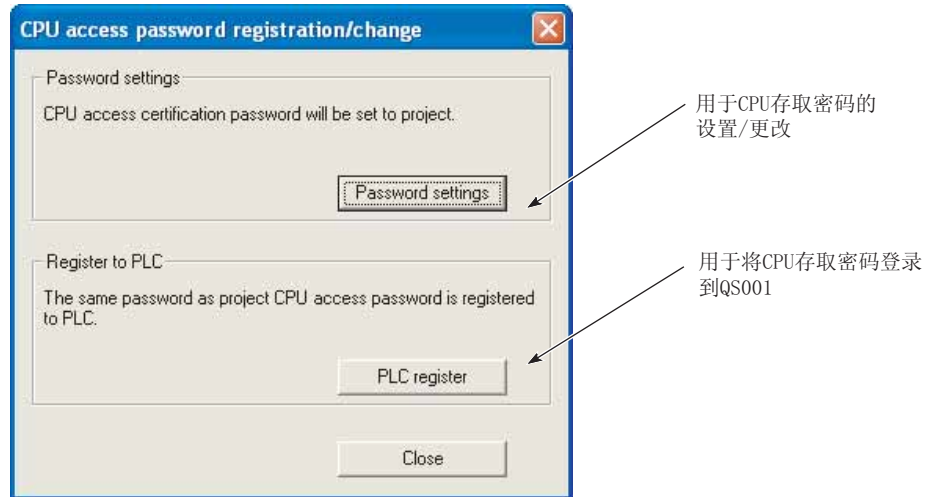 CPU access password registration/change
Password settings
CPU access certification password will be set to project.
Password settings
用于CPU存取密码的
设置/更改
Register to PLC
The same password as project CPU access password is registered
to PLC.
PLC register
用于将CPU存取密码登录
到QS001
Close